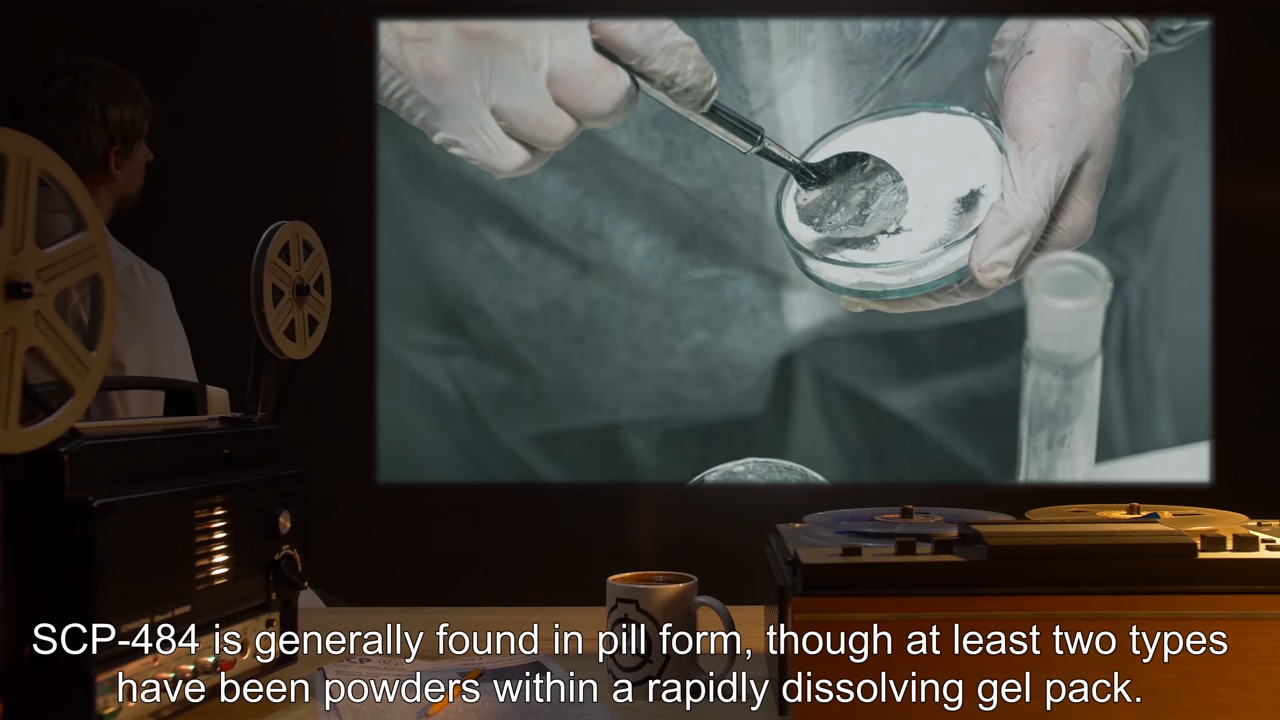 SCP-484 is generally found in pill form, though at least two types
have been powders within a rapidly dissolving gel pack.